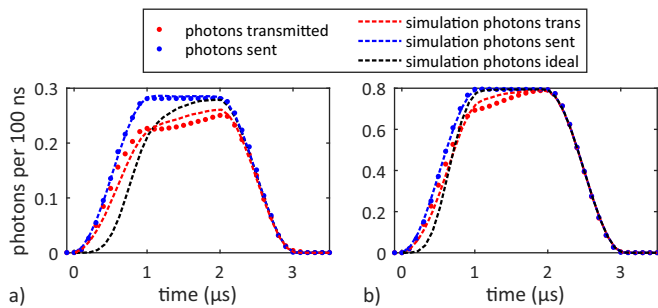 photons transmitted
photons sent
simulation photons trans
simulation photons sent
simulation photons ideal
photons per 100 ns
0.3
0.2
0.1
0
0 1 2 3
time (μs)
a)
0.8
0.6
0.4
0.2
0
0 1 2 3
time (μs)
b)